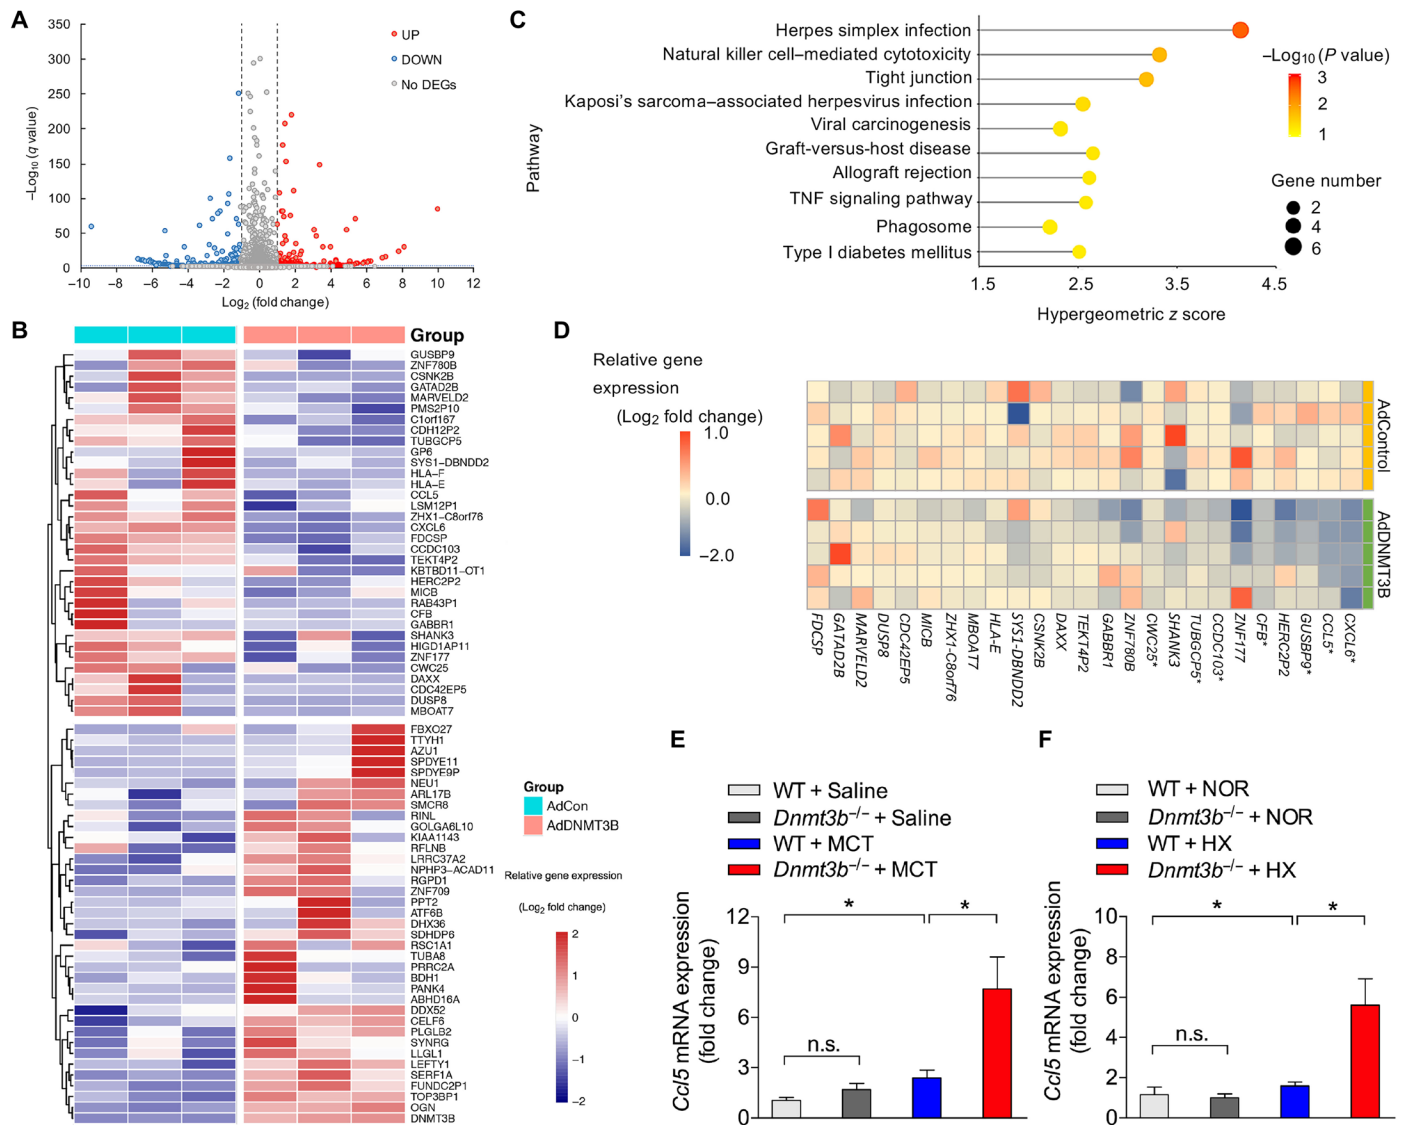 A
350
300
250
200
150
100
50
0
–Log10 (q value)
–10
–8
–6
–4
–2
0
2
4
6
8
10
12
Log2 (fold change)
UP
DOWN
No DEGs
C
Pathway
Herpes simplex infection
Natural killer cell–mediated cytotoxicity
Tight junction
Kaposi's sarcoma–associated herpesvirus infection
Viral carcinogenesis
Graft-versus-host disease
Allograft rejection
TNF signaling pathway
Phagosome
Type I diabetes mellitus
1.5
2.5
3.5
4.5
Hypergeometric z score
–Log10 (P value)
3
2
1
Gene number
2
4
6
B
Group
GUSBP9
ZNF780B
CSNK2B
GATAD2B
MARVELD2
PMS2P10
C1orf167
CDH12P2
TUBGCP5
GP6
SYS1–DBNDD2
HLA–F
HLA–E
CCL5
LSM12P1
ZHX1–C8orf76
CXCL6
FDCSP
CCDC103
TEKT4P2
KBTBD11–OT1
HERC2P2
MICB
RAB43P1
CFB
GABBR1
SHANK3
HIGD1AP11
ZNF177
CWC25
DAXX
CDC42EP5
DUSP8
MBOAT7
FBXO27
TTYH1
AZU1
SPDYE11
SPDYE9P
NEU1
ARL17B
SMCR8
RINL
GOLGA6L10
KIAA1143
RFLNB
LRRC37A2
NPHP3–ACAD11
RGPD1
ZNF709
PPT2
ATF6B
DHX36
SDHDP6
RSC1A1
TUBA8
PRRC2A
BDH1
PANK4
ABHD16A
DDX52
CELF6
PLGLB2
SYNRG
LLGL1
LEFTY1
SERF1A
FUNDC2P1
TOP3BP1
OGN
DNMT3B
Group
AdCon
AdDNMT3B
Relative gene expression
(Log2 fold change)
2
1
0
–1
–2
D
Relative gene
expression
(Log2 fold change)
1.0
0.0
–2.0
AdControl
AdDNMT3B
FDCSP
GATAD2B
MARVELD2
DUSP8
CDC42EP5
MICB
ZHX1-C8orf76
MBOAT7
HLA-E
SYS1-DBNDD2
CSNK2B
DAXX
TEKT4P2
GABBR1
ZNF780B
CWC25*
SHANK3
TUBGCP5*
CCDC103*
ZNF177
CFB*
HERC2P2
GUSBP9*
CCL5*
CXCL6*
E
WT + Saline
Dnmt3b–/– + Saline
WT + MCT
Dnmt3b–/– + MCT
Ccl5 mRNA expression
(fold change)
12
9
6
3
0
n.s.
*
*
F
WT + NOR
Dnmt3b–/– + NOR
WT + HX
Dnmt3b–/– + HX
Ccl5 mRNA expression
(fold change)
10
8
6
4
2
0
n.s.
*
*